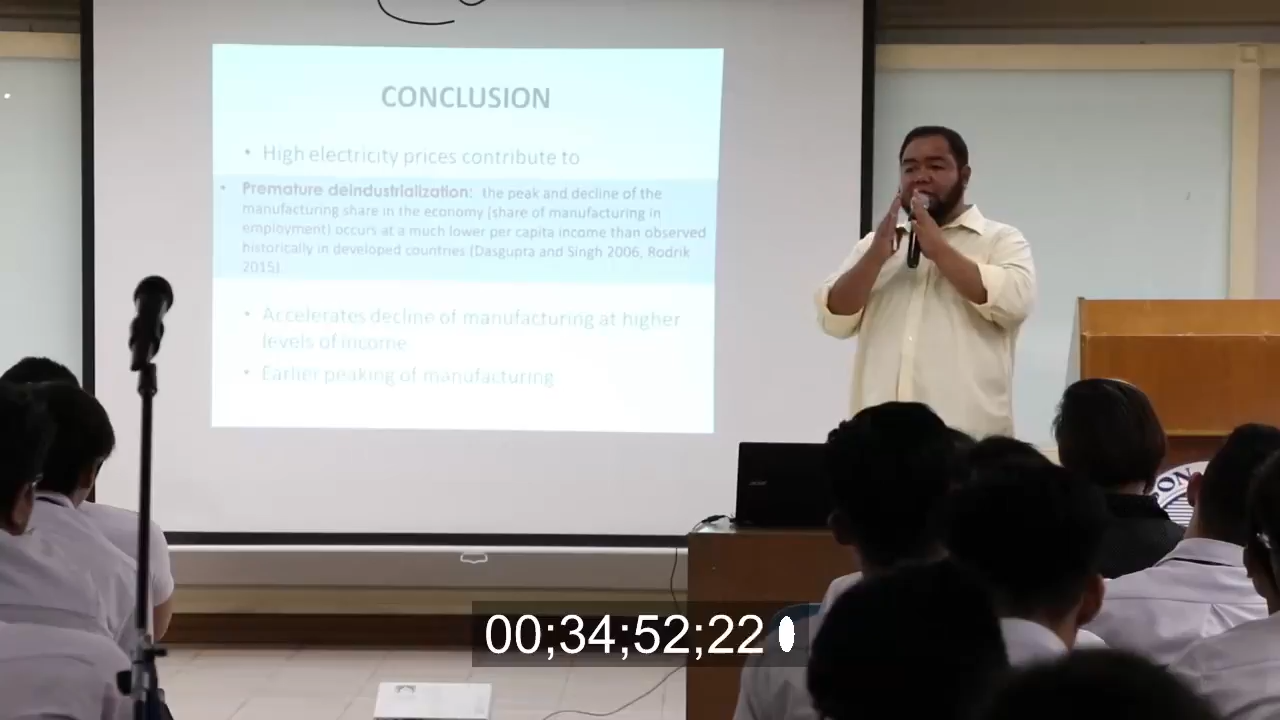 CONCLUSION
• High electricity prices contribute to
• Premature deindustrialization: the peak and decline of the
manufacturing share in the economy (share of manufacturing in
employment) occurs at a much lower per capita income than observed
historically in developed countries (Dasgupta and Singh 2006, Rodrik
2015)
• Accelerates decline of manufacturing at higher
levels of income
• Earlier peaking of manufacturing
acer
ON
00;34;52;22